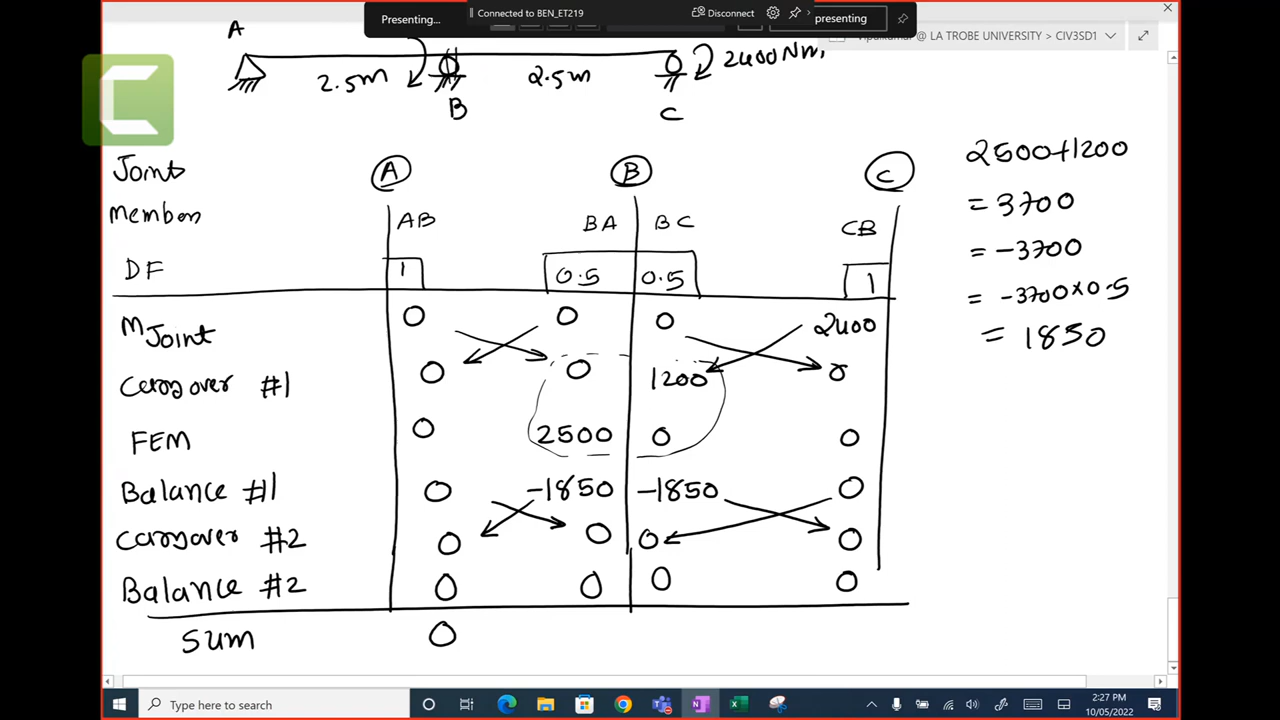 Presenting...
Connected to BEN_ET219
Disconnect
presenting
@ LA TROBE UNIVERSITY > CIV3SD1
A
2.5m
B
2.5m
C
2400Nm,
Joint A B C
Member AB BA BC CB
DF 1 0.5 0.5 1
MJoint 0 0 0 2400
Carryover #1 0 0 1200 0
FEM 0 2500 0 0
Balance #1 0 -1850 -1850 0
Carryover #2 0 0 0 0
Balance #2 0 0 0 0
Sum 0
2500+1200
= 3700
= -3700
= -3700x0.5
= 1850
Type here to search
2:27 PM
10/05/2022